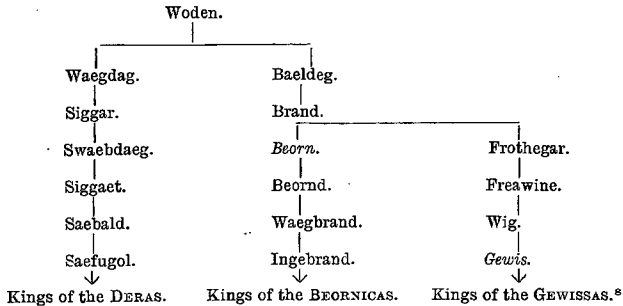 Woden.
Waegdag. Baeldeg.
Siggar. Brand.
Swaebdaeg. Beorn. Frothegar.
Siggaet. Beornd. Freawine.
Saebald. Waegbrand. Wig.
Saefugol. Ingebrand. Gewis.
Kings of the DERAS. Kings of the BEORNICAS. Kings of the GEWISSAS.⁸